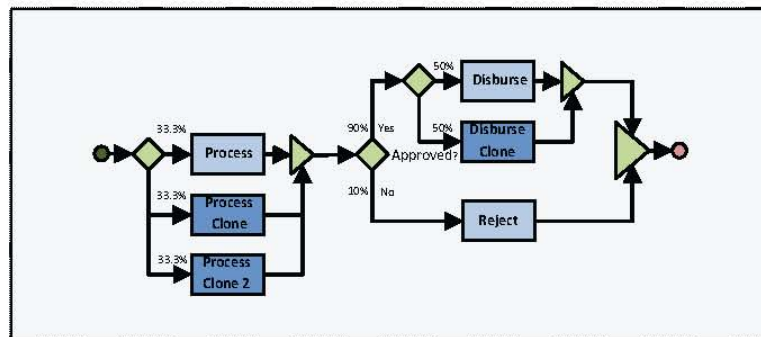 33.3%
Process
33.3%
Process
Clone
33.3%
Process
Clone 2
90%
Yes
Approved?
10%
No
50%
Disburse
50%
Disburse
Clone
Reject